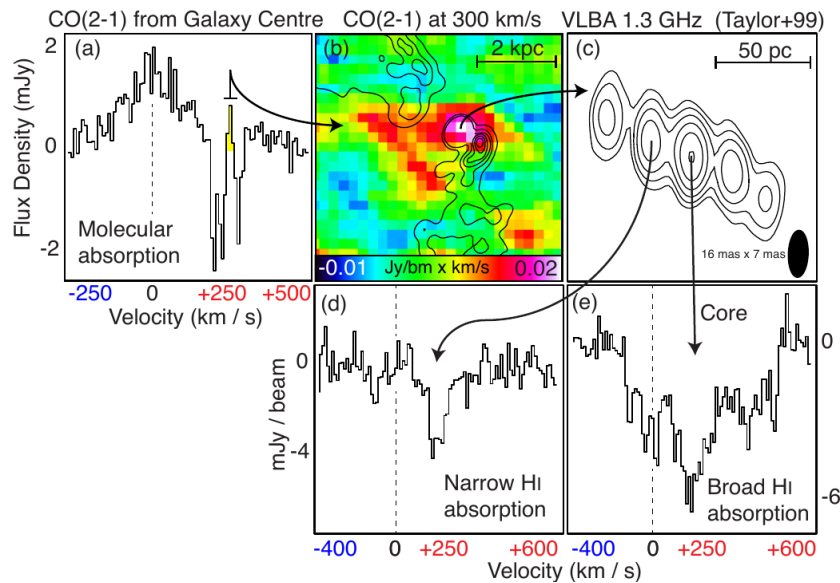 CO(2-1) from Galaxy Centre
CO(2-1) at 300 km/s
VLBA 1.3 GHz (Taylor+99)
(a)
(b)
2 kpc
(c)
50 pc
Flux Density (mJy)
2
0
-2
Molecular
absorption
-0.01 Jy/bm x km/s 0.02
16 mas x 7 mas
-250 0 +250 +500
Velocity (km / s)
(d)
(e)
Core
mJy / beam
0
-4
0
-6
Narrow HI
absorption
Broad HI
absorption
-400 0 +250 +600
-400 0 +250 +600
Velocity (km / s)